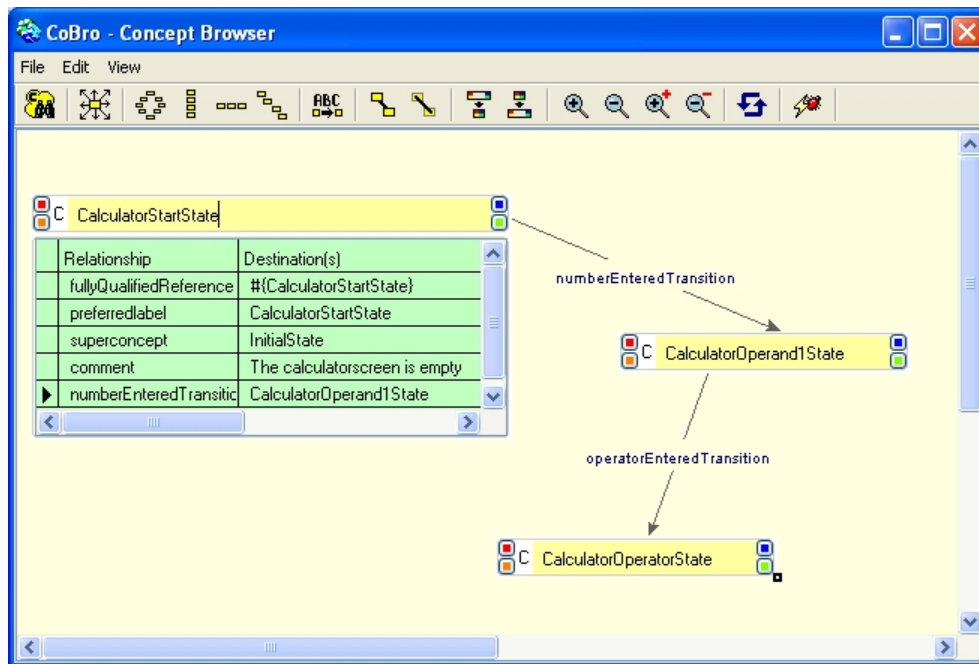 CoBro - Concept Browser
File Edit View
ABC
C CalculatorStartState
Relationship Destination(s)
fullyQualifiedReference #{CalculatorStartState}
preferredlabel CalculatorStartState
superconcept InitialState
comment The calculatorscreen is empty
numberEnteredTransitic CalculatorOperand1State
numberEnteredTransition
C CalculatorOperand1State
operatorEnteredTransition
C CalculatorOperatorState